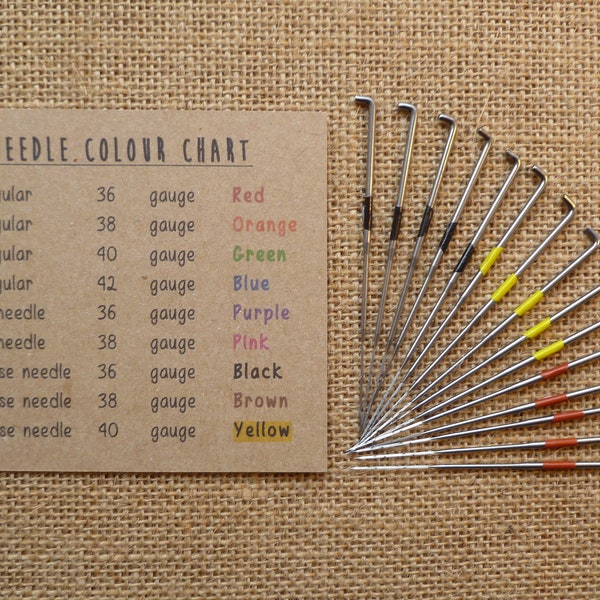 EEDLE COLOUR CHART
gular 36 gauge Red
gular 38 gauge Orange
gular 40 gauge Green
gular 42 gauge Blue
needle 36 gauge Purple
needle 38 gauge Pink
se needle 36 gauge Black
se needle 38 gauge Brown
se needle 40 gauge Yellow